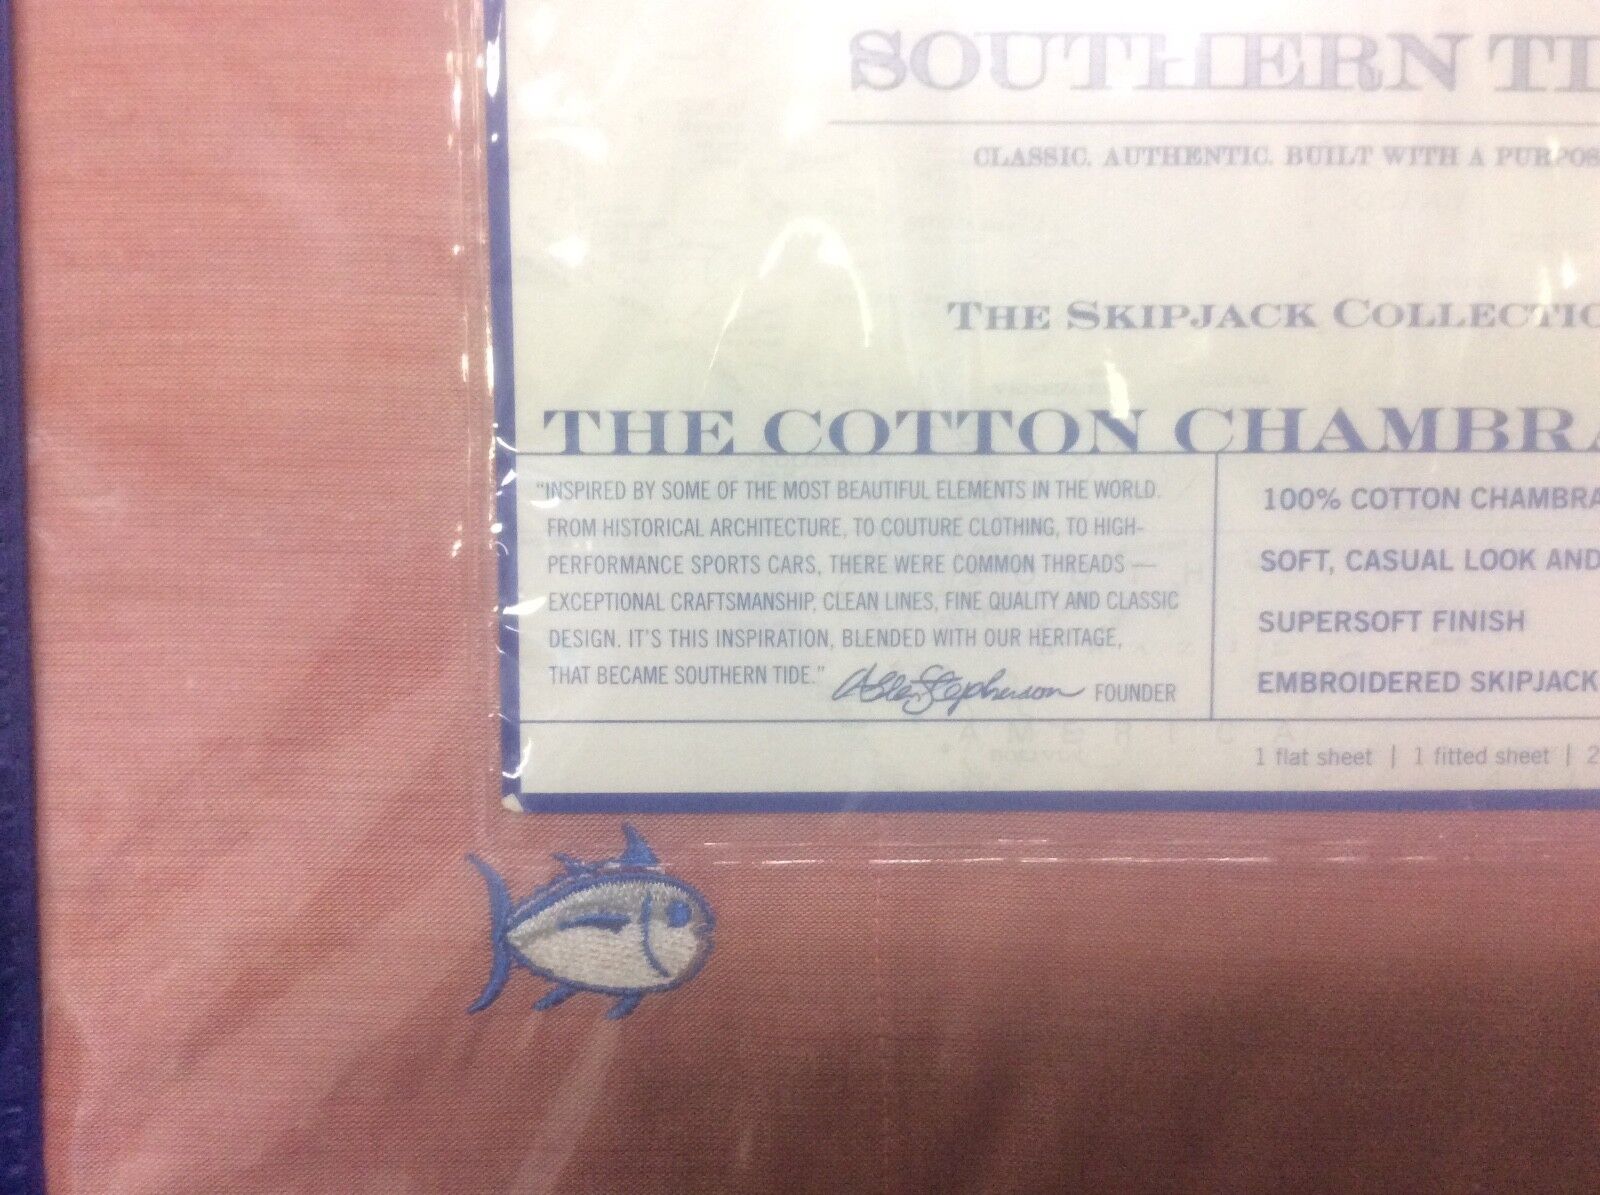 SOUTHERN TI
CLASSIC. AUTHENTIC. BUILT WITH A PURPOS
THE SKIPJACK COLLECTIO
THE COTTON CHAMBRA
"INSPIRED BY SOME OF THE MOST BEAUTIFUL ELEMENTS IN THE WORLD.
FROM HISTORICAL ARCHITECTURE, TO COUTURE CLOTHING, TO HIGH-
PERFORMANCE SPORTS CARS, THERE WERE COMMON THREADS —
EXCEPTIONAL CRAFTSMANSHIP, CLEAN LINES, FINE QUALITY AND CLASSIC
DESIGN. IT'S THIS INSPIRATION, BLENDED WITH OUR HERITAGE,
THAT BECAME SOUTHERN TIDE."
Allen Stephenson FOUNDER
100% COTTON CHAMBRA
SOFT, CASUAL LOOK AND
SUPERSOFT FINISH
EMBROIDERED SKIPJACK
1 flat sheet | 1 fitted sheet | 2
AMERICA